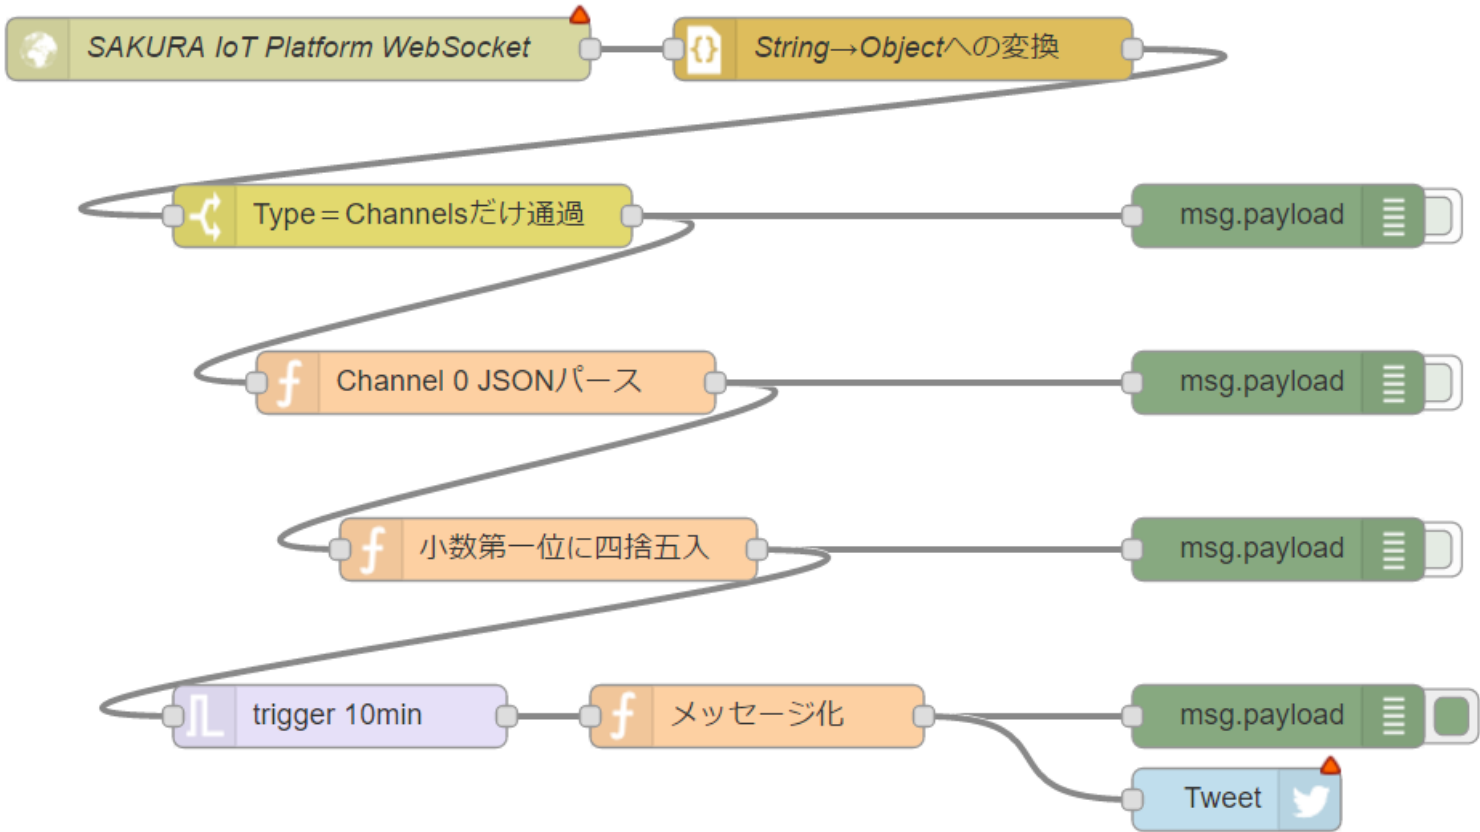 SAKURA IoT Platform WebSocket
String→Objectへの変換
Type=Channelsだけ通過
msg.payload
Channel 0 JSONパース
msg.payload
小数第一位に四捨五入
msg.payload
trigger 10min
メッセージ化
msg.payload
Tweet